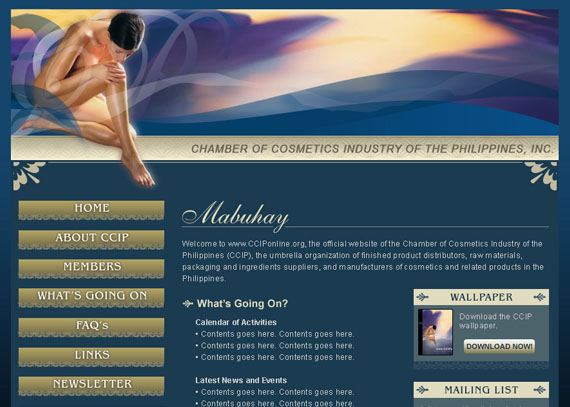 CHAMBER OF COSMETICS INDUSTRY OF THE PHILIPPINES, INC.
HOME
ABOUT CCIP
MEMBERS
WHAT'S GOING ON
FAQ's
LINKS
NEWSLETTER
Mabuhay
Welcome to www.CCIPonline.org, the official website of the Chamber of Cosmetics Industry of the
Philippines (CCIP), the umbrella organization of finished product distributors, raw materials,
packaging and ingredients suppliers, and manufacturers of cosmetics and related products in the
Philippines.
What's Going On?
Calendar of Activities
• Contents goes here. Contents goes here.
• Contents goes here. Contents goes here.
• Contents goes here. Contents goes here.
Latest News and Events
• Contents goes here. Contents goes here.
• Contents goes here. Contents goes here.
WALLPAPER
Download the CCIP
wallpaper.
DOWNLOAD NOW!
MAILING LIST